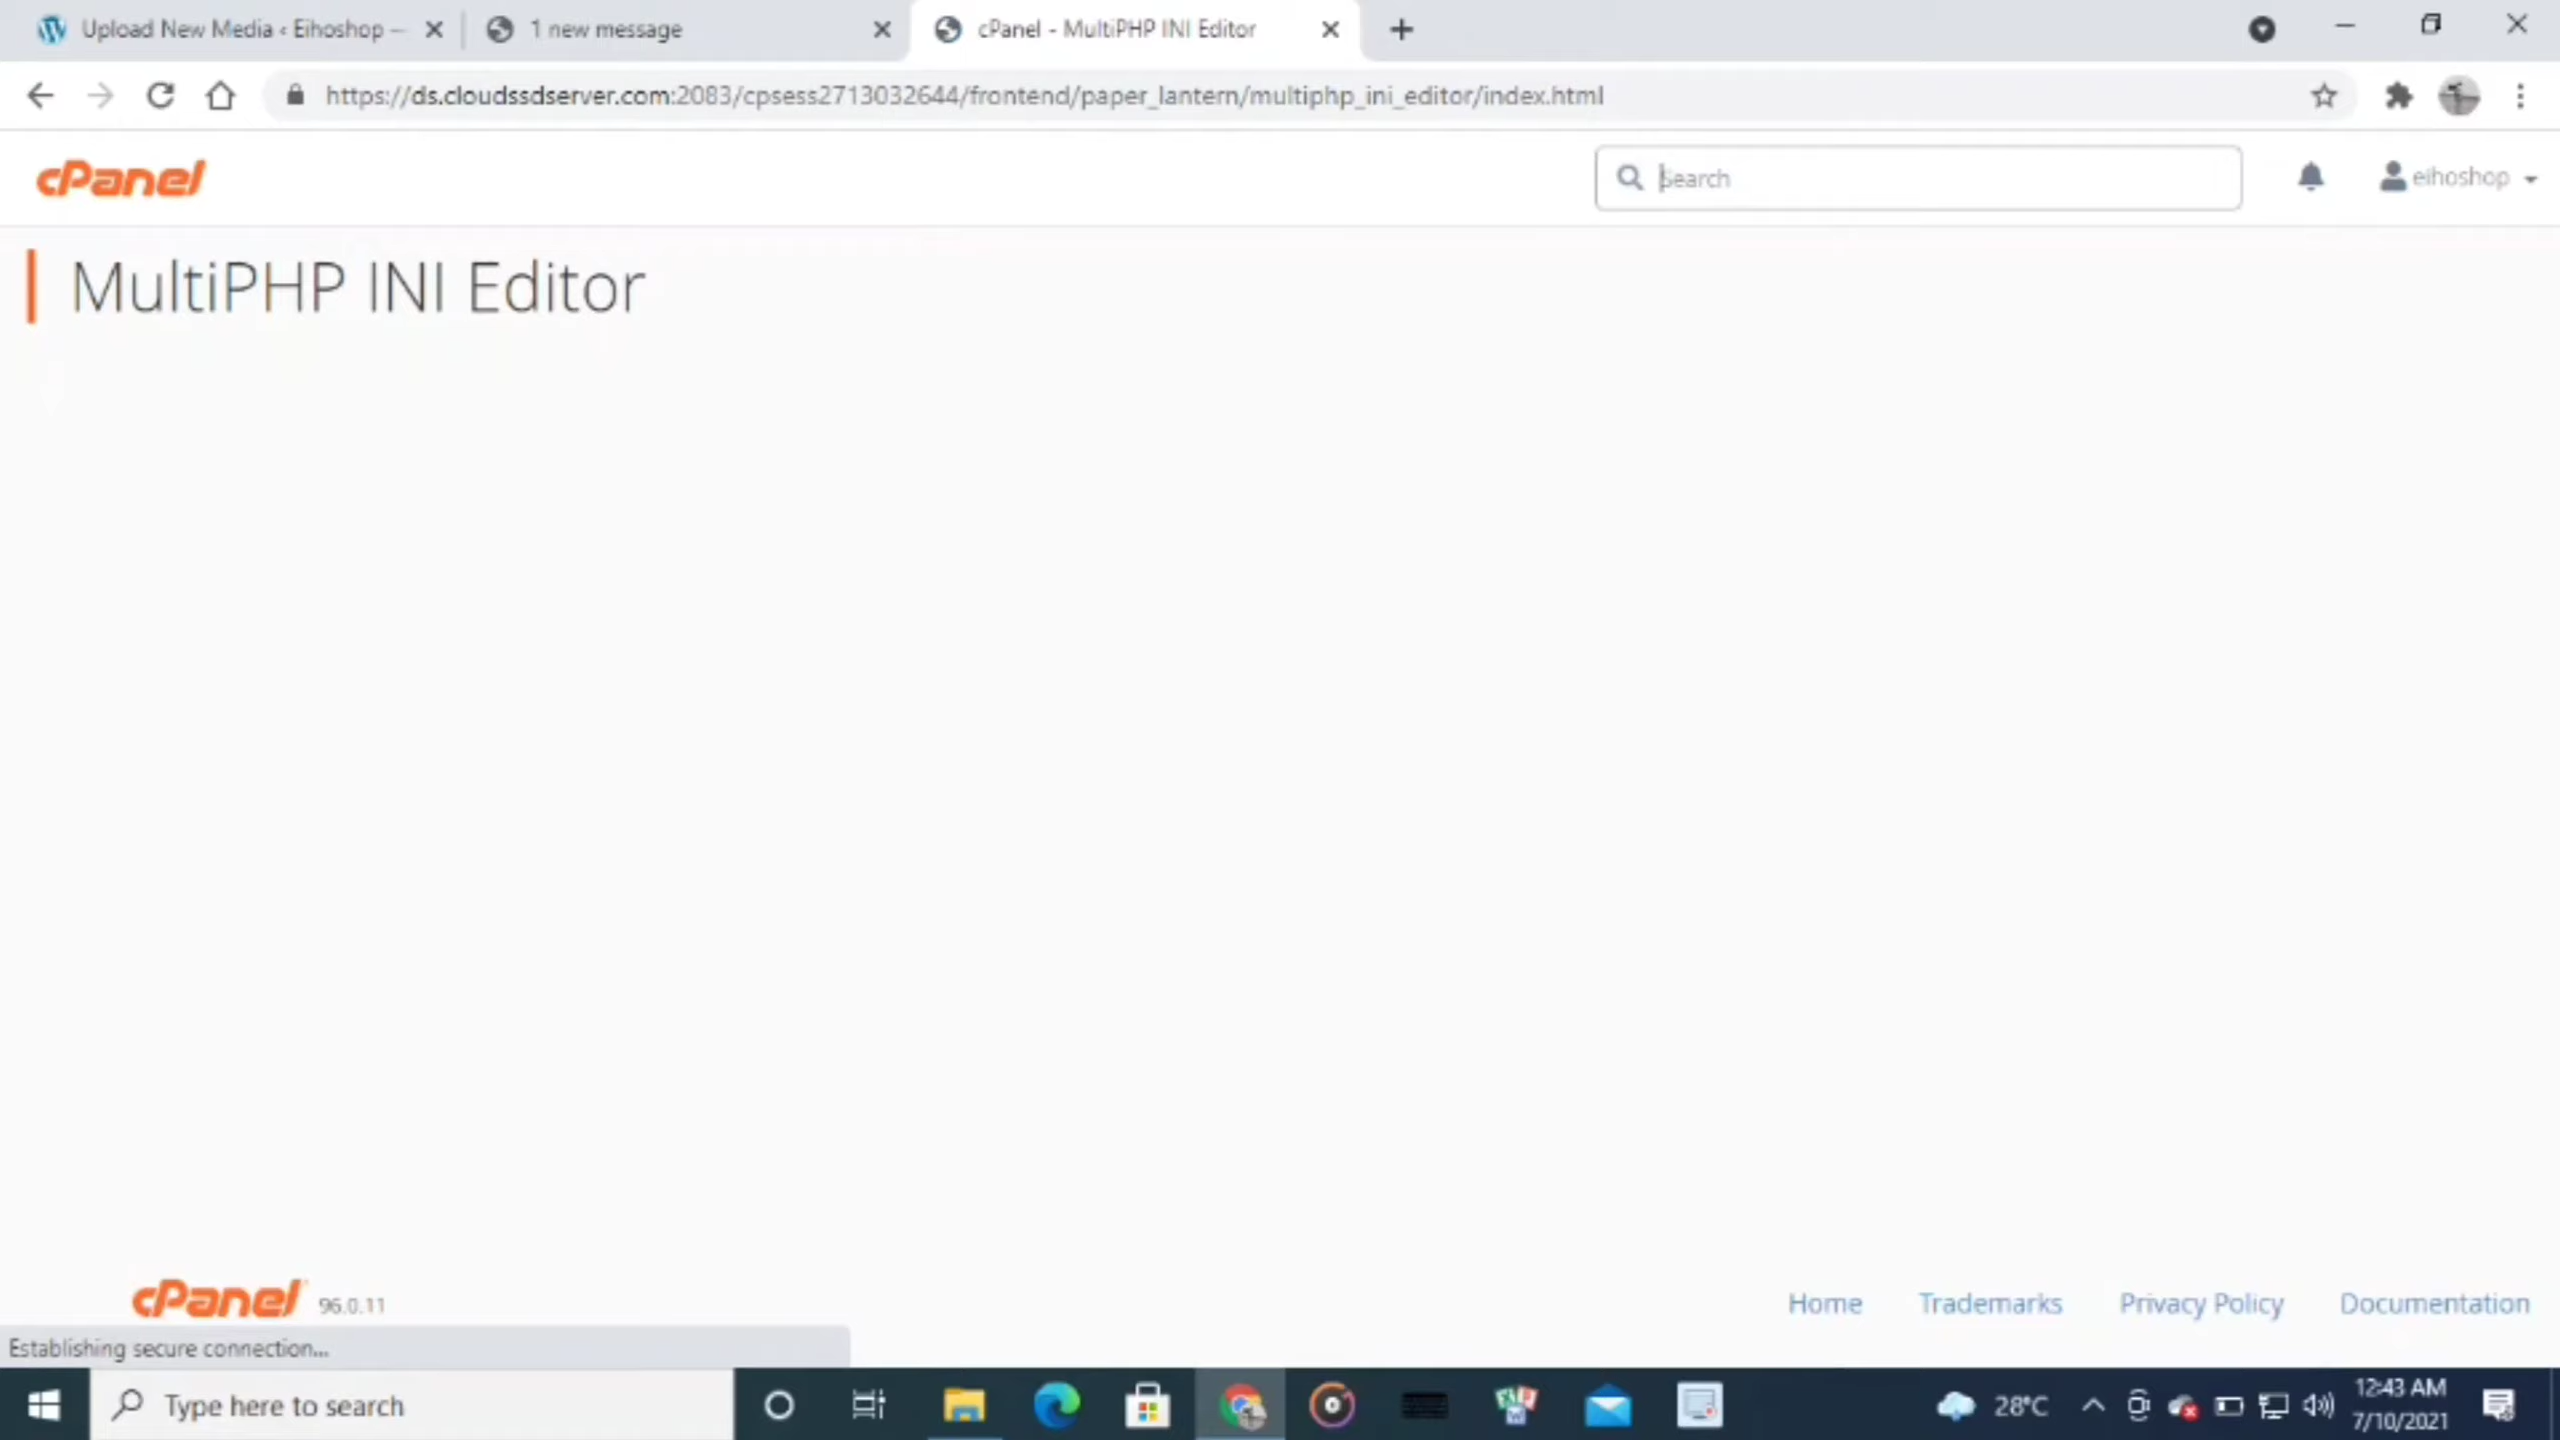 Upload New Media ‹ Eihoshop —
1 new message
cPanel - MultiPHP INI Editor
https://ds.cloudssdserver.com:2083/cpsess2713032644/frontend/paper_lantern/multiphp_ini_editor/index.html
cPanel
Search
eihoshop
MultiPHP INI Editor
cPanel 96.0.11
Home
Trademarks
Privacy Policy
Documentation
Establishing secure connection...
Type here to search
28°C
12:43 AM
7/10/2021